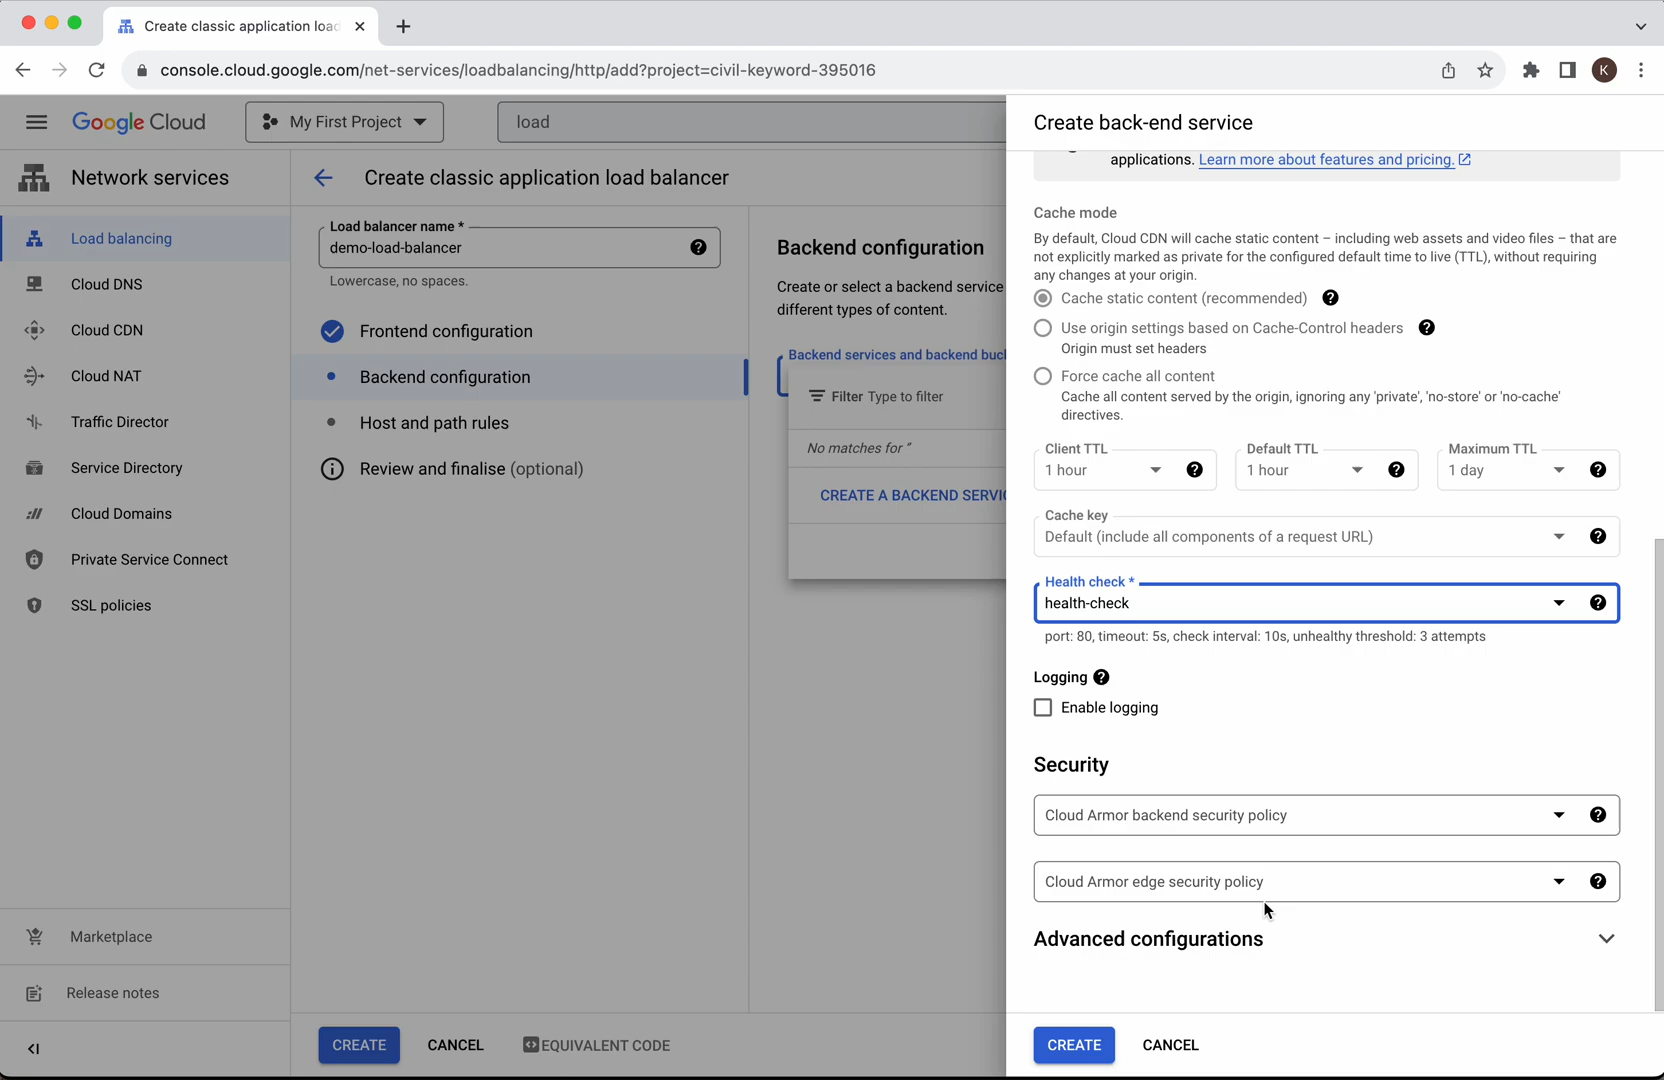 Create classic application load
console.cloud.google.com/net-services/loadbalancing/http/add?project=civil-keyword-395016
K
Google Cloud
My First Project
load
Network services
Load balancing
Cloud DNS
Cloud CDN
Cloud NAT
Traffic Director
Service Directory
Cloud Domains
Private Service Connect
SSL policies
Marketplace
Release notes
Create classic application load balancer
Load balancer name *
demo-load-balancer
Lowercase, no spaces.
Frontend configuration
Backend configuration
Host and path rules
Review and finalise (optional)
CREATE
CANCEL
EQUIVALENT CODE
Backend configuration
Create or select a backend service
different types of content.
Backend services and backend buc
Filter Type to filter
No matches for ''
CREATE A BACKEND SERVIC
Create back-end service
applications. Learn more about features and pricing.
Cache mode
By default, Cloud CDN will cache static content – including web assets and video files – that are
not explicitly marked as private for the configured default time to live (TTL), without requiring
any changes at your origin.
Cache static content (recommended)
Use origin settings based on Cache-Control headers
Origin must set headers
Force cache all content
Cache all content served by the origin, ignoring any 'private', 'no-store' or 'no-cache'
directives.
Client TTL
1 hour
Default TTL
1 hour
Maximum TTL
1 day
Cache key
Default (include all components of a request URL)
Health check *
health-check
port: 80, timeout: 5s, check interval: 10s, unhealthy threshold: 3 attempts
Logging
Enable logging
Security
Cloud Armor backend security policy
Cloud Armor edge security policy
Advanced configurations
CREATE
CANCEL